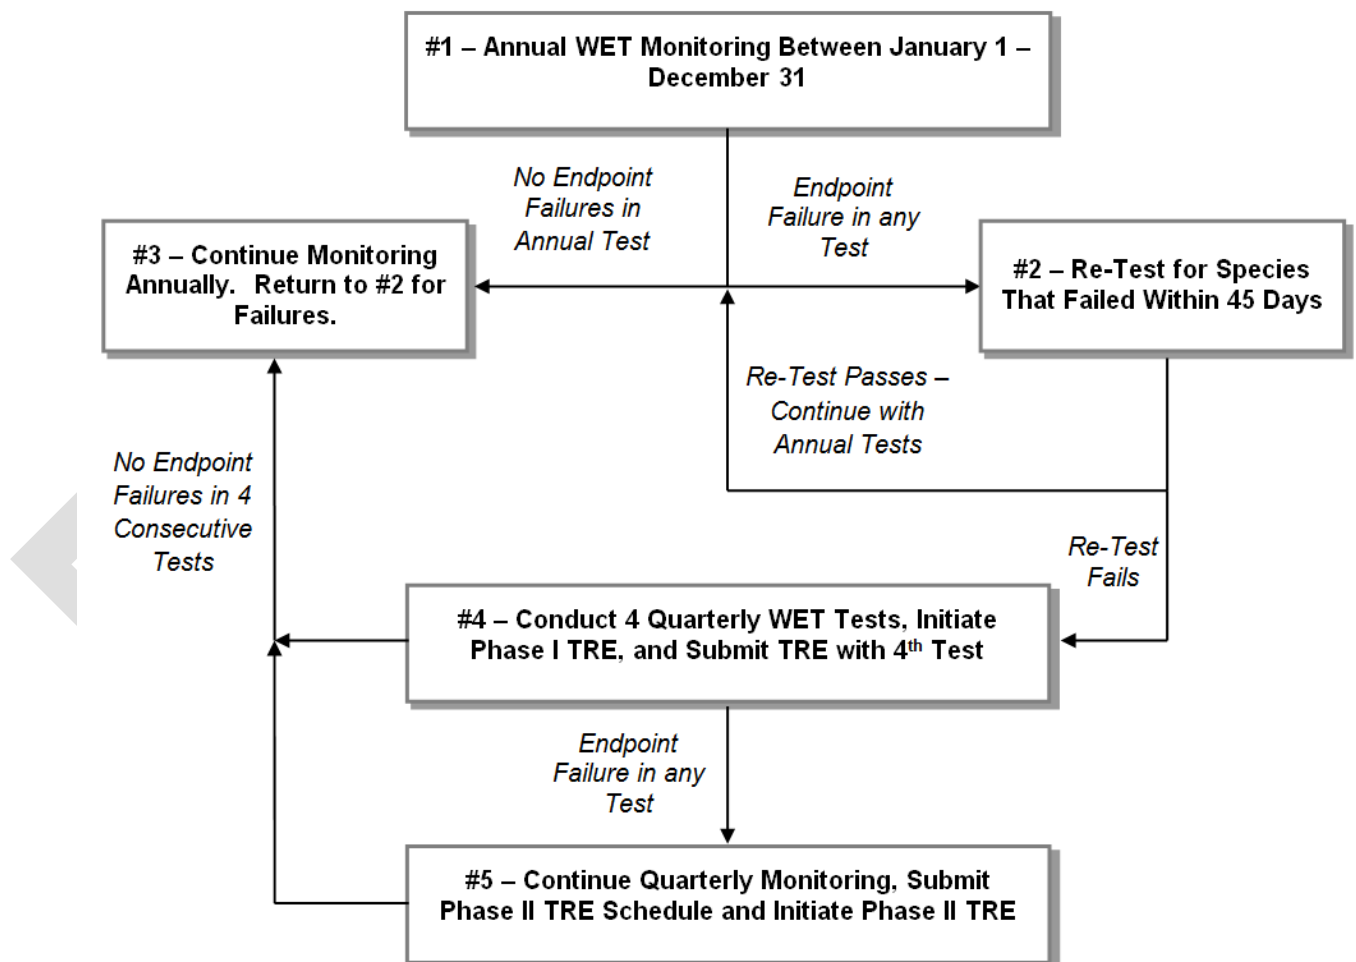 #1 – Annual WET Monitoring Between January 1 –
December 31
No Endpoint
Failures in
Annual Test
Endpoint
Failure in any
Test
#3 – Continue Monitoring
Annually. Return to #2 for
Failures.
#2 – Re-Test for Species
That Failed Within 45 Days
Re-Test Passes –
Continue with
Annual Tests
No Endpoint
Failures in 4
Consecutive
Tests
Re-Test
Fails
#4 – Conduct 4 Quarterly WET Tests, Initiate
Phase I TRE, and Submit TRE with 4th Test
Endpoint
Failure in any
Test
#5 – Continue Quarterly Monitoring, Submit
Phase II TRE Schedule and Initiate Phase II TRE